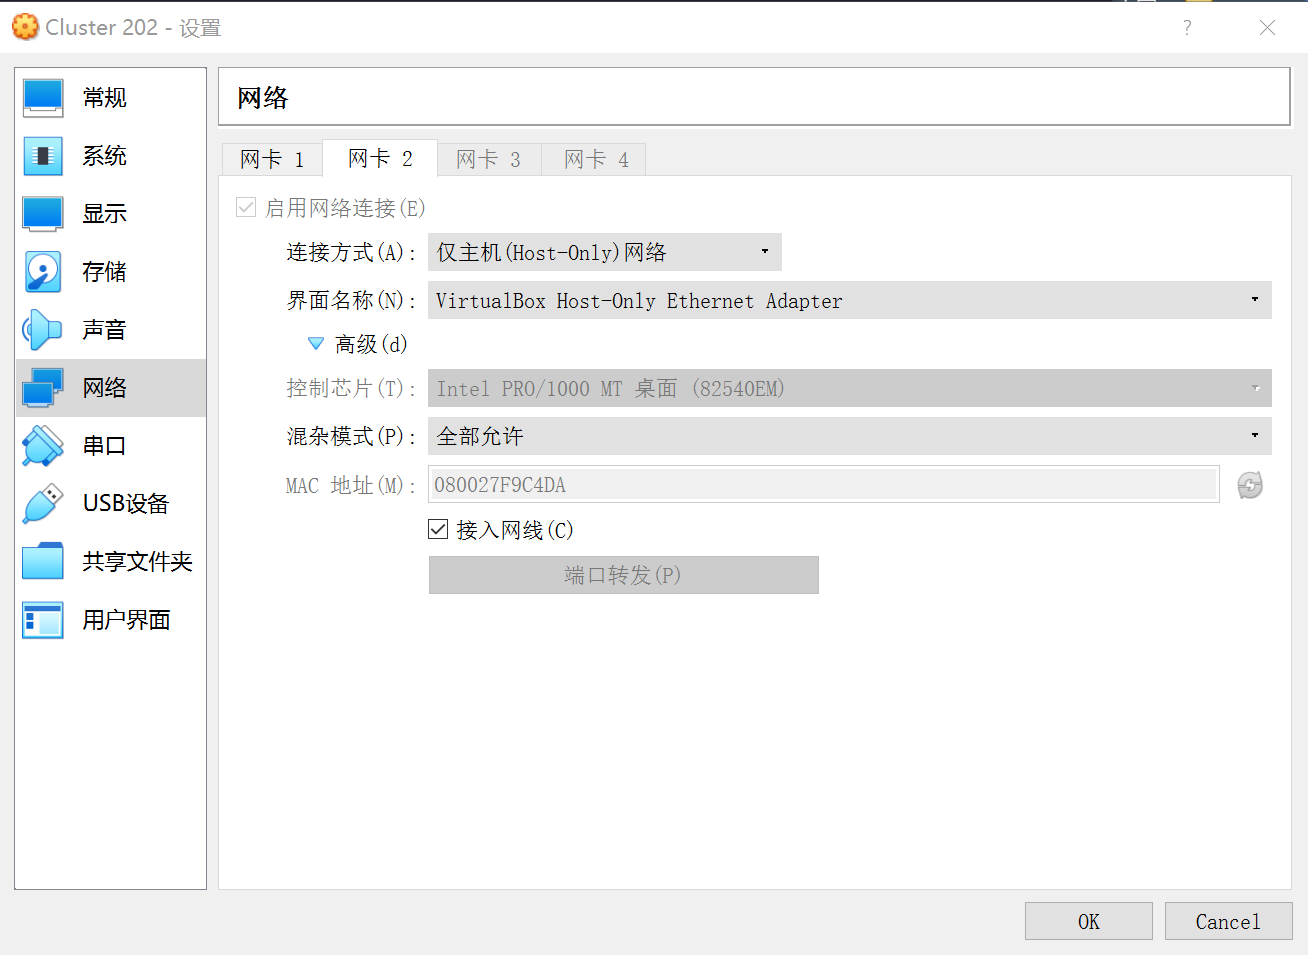 Cluster 202 - 设置
?
常规
系统
显示
存储
声音
网络
串口
USB设备
共享文件夹
用户界面
网络
网卡 1 网卡 2 网卡 3 网卡 4
启用网络连接(E)
连接方式(A): 仅主机(Host-Only)网络
界面名称(N): VirtualBox Host-Only Ethernet Adapter
高级(d)
控制芯片(T): Intel PRO/1000 MT 桌面 (82540EM)
混杂模式(P): 全部允许
MAC 地址(M): 080027F9C4DA
接入网线(C)
端口转发(P)
OK Cancel